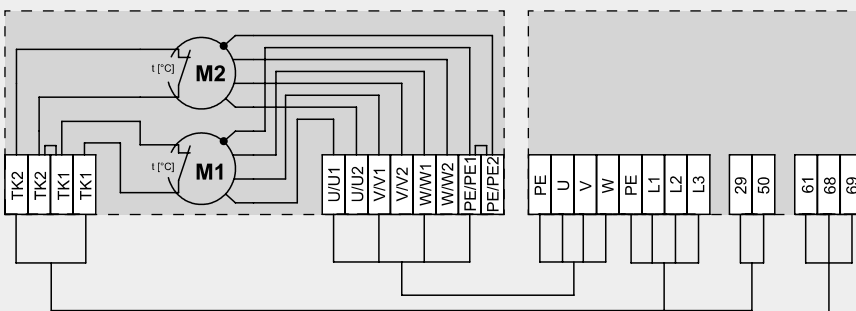 t [°C]
M2
t [°C]
M1
TK2
TK2
TK1
TK1
U/U1
U/U2
V/V1
V/V2
W/W1
W/W2
PE/PE1
PE/PE2
PE
U
V
W
PE
L1
L2
L3
29
50
61
68
69